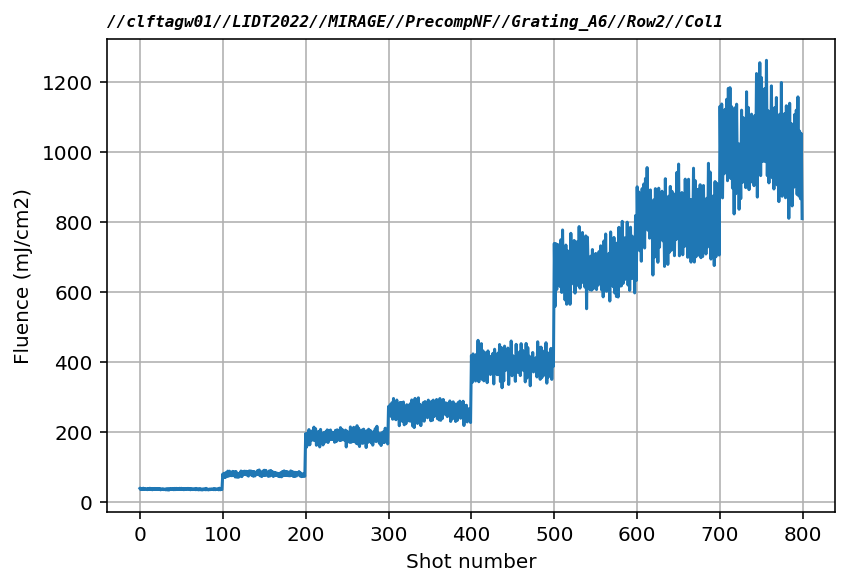 //clftagw01//LIDT2022//MIRAGE//PrecompNF//Grating_A6//Row2//Col1
1200
1000
800
600
400
200
0
Fluence (mJ/cm2)
0 100 200 300 400 500 600 700 800
Shot number